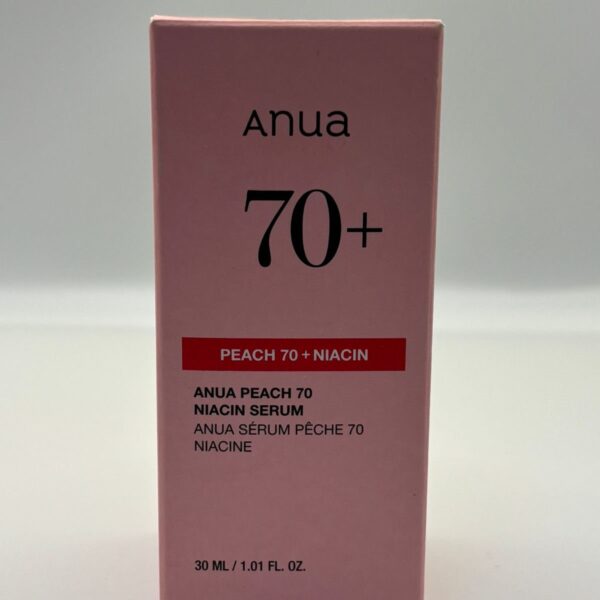 Anua
70+
PEACH 70 + NIACIN
ANUA PEACH 70
NIACIN SERUM
ANUA SÉRUM PÊCHE 70
NIACINE
30 ML / 1.01 FL. OZ.